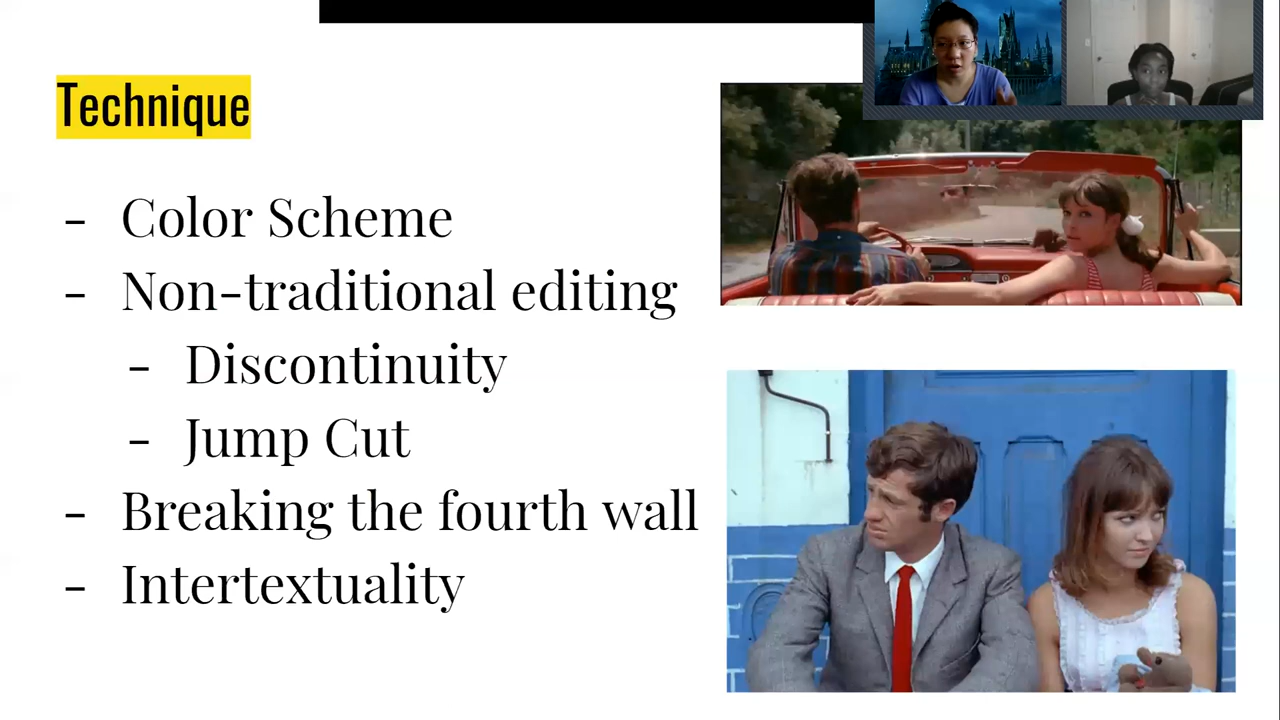 Technique
- Color Scheme
- Non-traditional editing
- Discontinuity
- Jump Cut
- Breaking the fourth wall
- Intertextuality